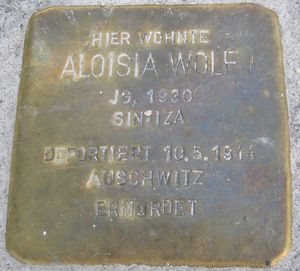 HIER WOHNTE
ALOISIA WOLF
JG. 1930
SINTIZA
DEPORTIERT 10.5.1944
AUSCHWITZ
ERMORDET